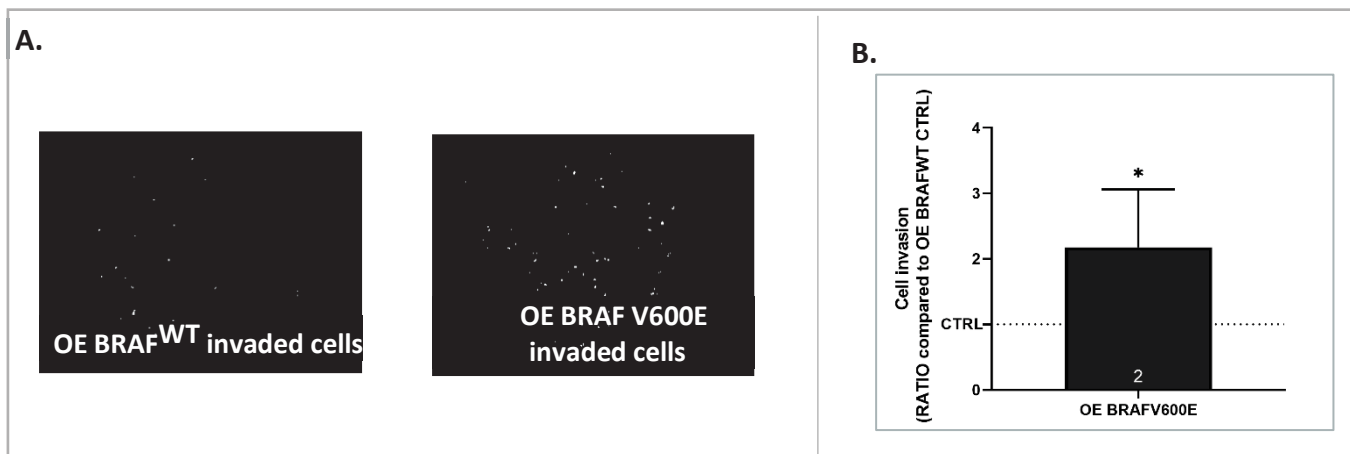 A.
OE BRAFWT invaded cells
OE BRAF V600E
invaded cells
B.
Cell invasion
(RATIO compared to OE BRAFWT CTRL)
4
*
3
2
CTRL
2
0
OE BRAFV600E